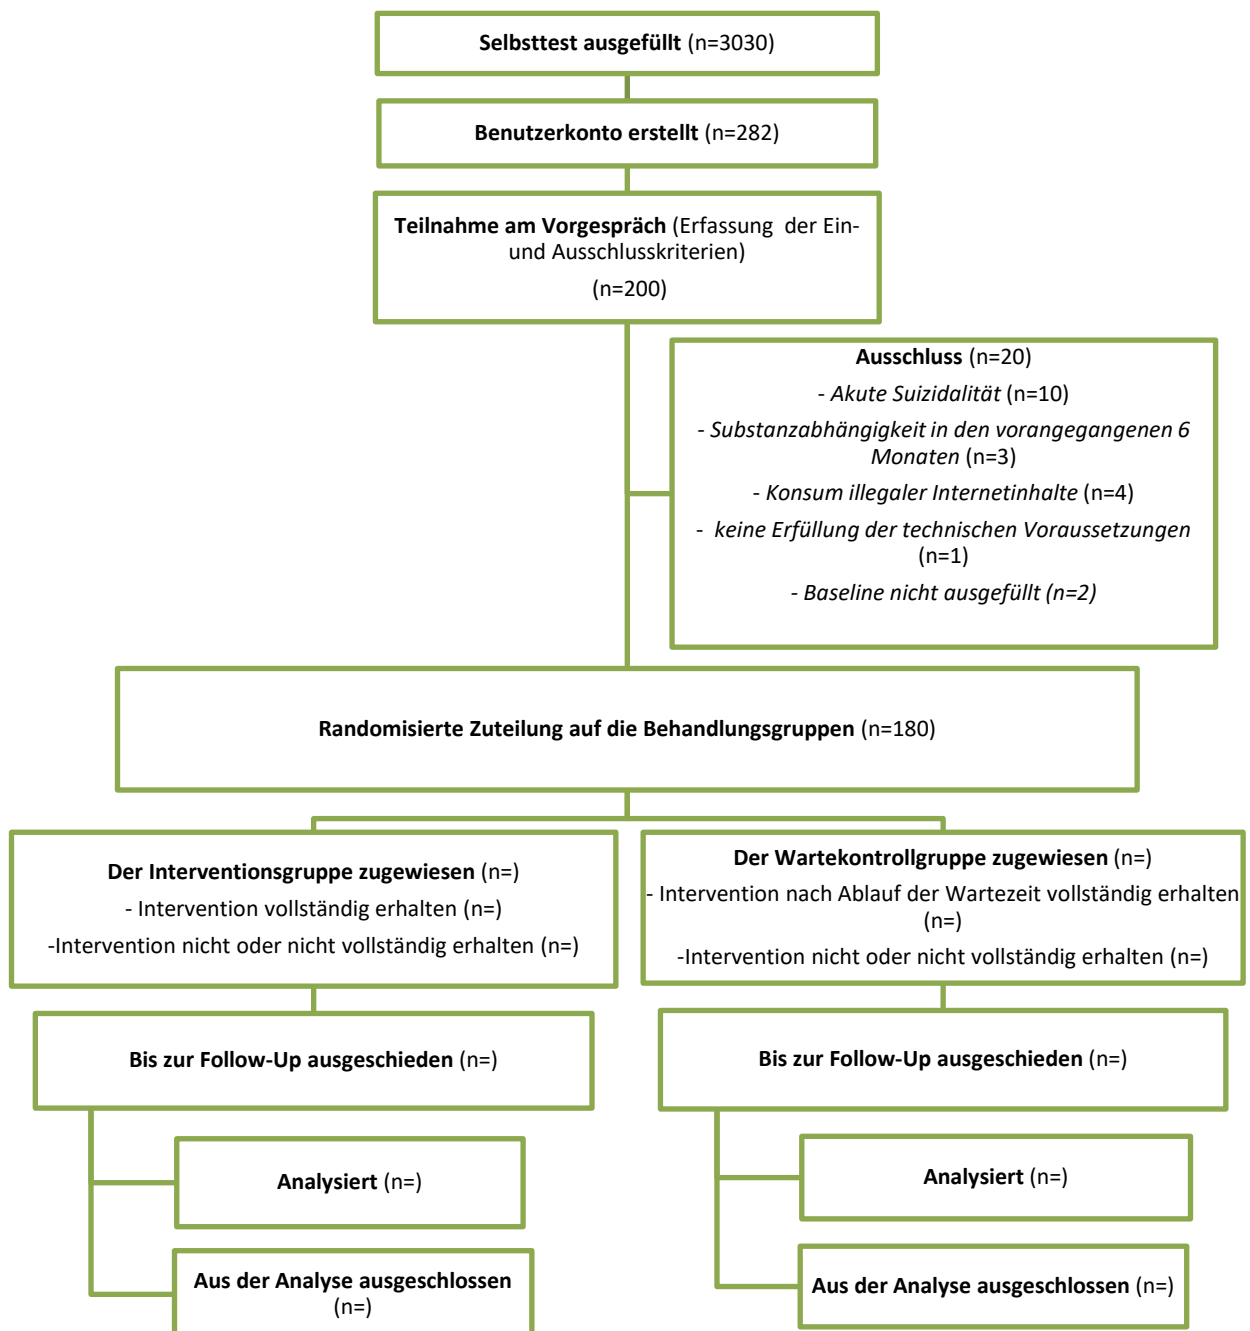 Selbsttest ausgefüllt (n=3030)
Benutzerkonto erstellt (n=282)
Teilnahme am Vorgespräch (Erfassung  der Ein-
und Ausschlusskriterien)
(n=200)
Ausschluss (n=20)
- Akute Suizidalität (n=10)
- Substanzabhängigkeit in den vorangegangenen 6
Monaten (n=3)
- Konsum illegaler Internetinhalte (n=4)
-  keine Erfüllung der technischen Voraussetzungen
(n=1)
- Baseline nicht ausgefüllt (n=2)
Randomisierte Zuteilung auf die Behandlungsgruppen (n=180)
Der Interventionsgruppe zugewiesen (n=)
- Intervention vollständig erhalten (n=)
-Intervention nicht oder nicht vollständig erhalten (n=)
Der Wartekontrollgruppe zugewiesen (n=)
- Intervention nach Ablauf der Wartezeit vollständig erhalten
(n=)
-Intervention nicht oder nicht vollständig erhalten (n=)
Bis zur Follow-Up ausgeschieden (n=)
Bis zur Follow-Up ausgeschieden (n=)
Analysiert (n=)
Analysiert (n=)
Aus der Analyse ausgeschlossen
(n=)
Aus der Analyse ausgeschlossen (n=)